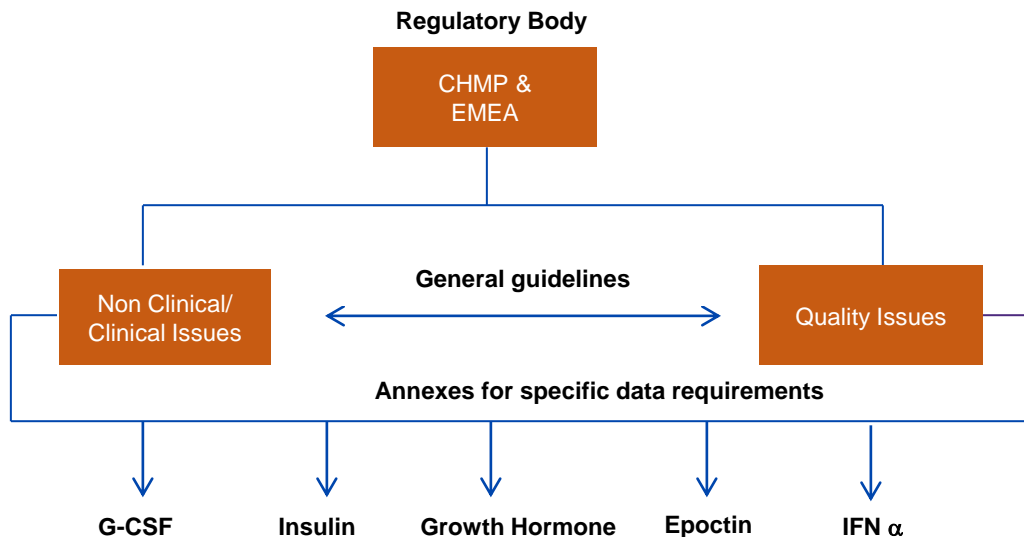 Regulatory Body
CHMP &
EMEA
General guidelines
Non Clinical/
Clinical Issues
Quality Issues
Annexes for specific data requirements
G-CSF
Insulin
Growth Hormone
Epoctin
IFN α